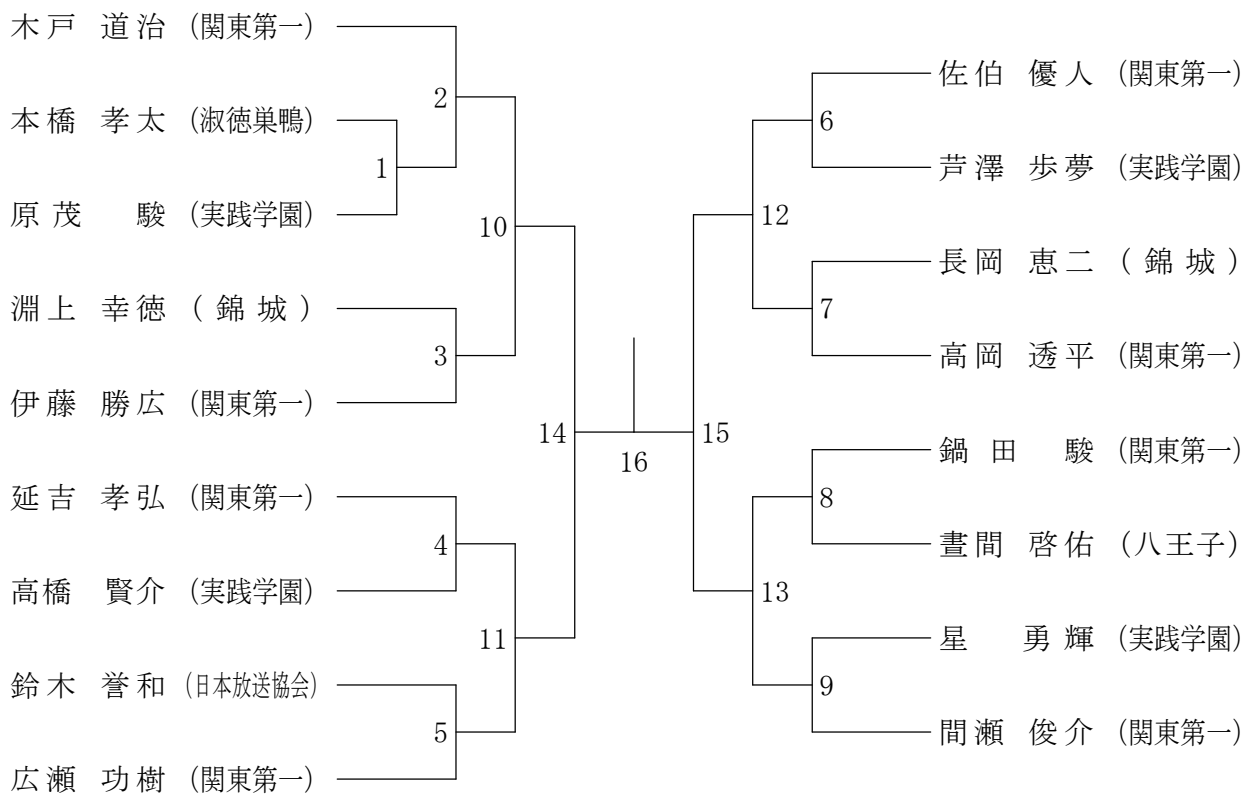 木戸 道治 (関東第一)
本橋 孝太 (淑徳巣鴨)
原茂 駿 (実践学園)
淵上 幸徳 (錦城)
伊藤 勝広 (関東第一)
延吉 孝弘 (関東第一)
高橋 賢介 (実践学園)
鈴木 誉和 (日本放送協会)
広瀬 功樹 (関東第一)
1
2
3
4
5
10
11
14
16
15
12
13
6
7
8
9
佐伯 優人 (関東第一)
芦澤 歩夢 (実践学園)
長岡 恵二 (錦城)
高岡 透平 (関東第一)
鍋田 駿 (関東第一)
晝間 啓佑 (八王子)
星 勇輝 (実践学園)
間瀬 俊介 (関東第一)